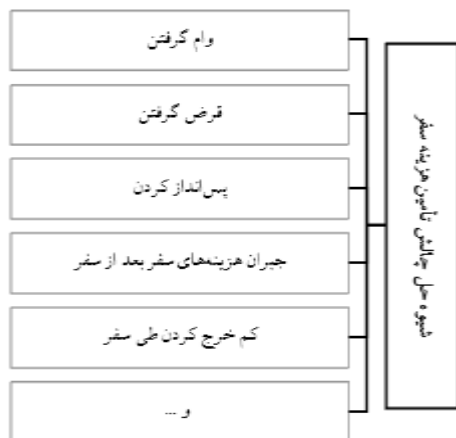 شیوه حل چالش تأمین هزینه سفر
وام گرفتن
قرض گرفتن
پس‌انداز کردن
جبران هزینه‌های سفر بعد از سفر
کم خرج کردن طی سفر
و ...